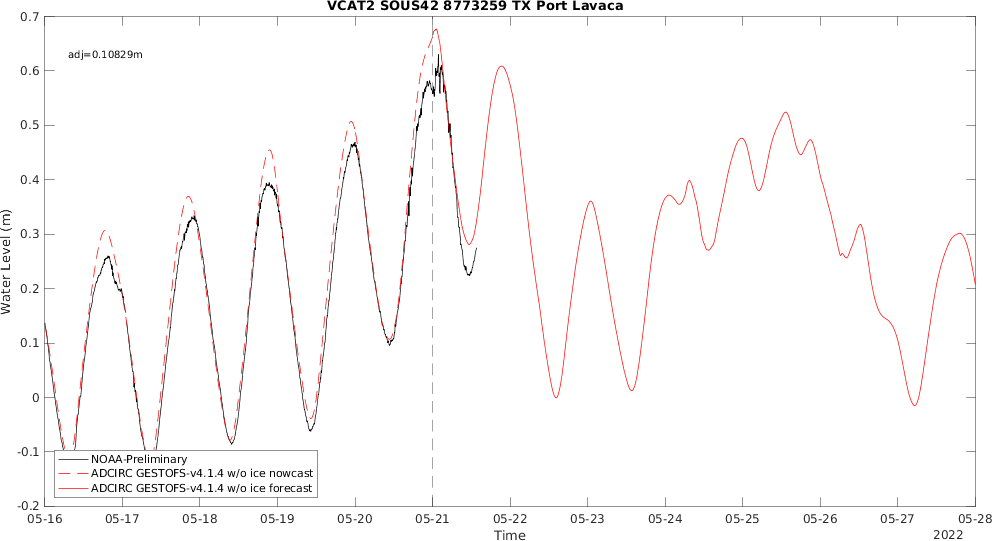 VCAT2 SOUS42 8773259 TX Port Lavaca
0.7
adj=0.10829m
0.6
0.5
0.4
0.3
0.2
0.1
0
-0.1
-0.2
Water Level (m)
NOAA-Preliminary
ADCIRC GESTOFS-v4.1.4 w/o ice nowcast
ADCIRC GESTOFS-v4.1.4 w/o ice forecast
05-16 05-17 05-18 05-19 05-20 05-21 05-22 05-23 05-24 05-25 05-26 05-27 05-28
Time
2022